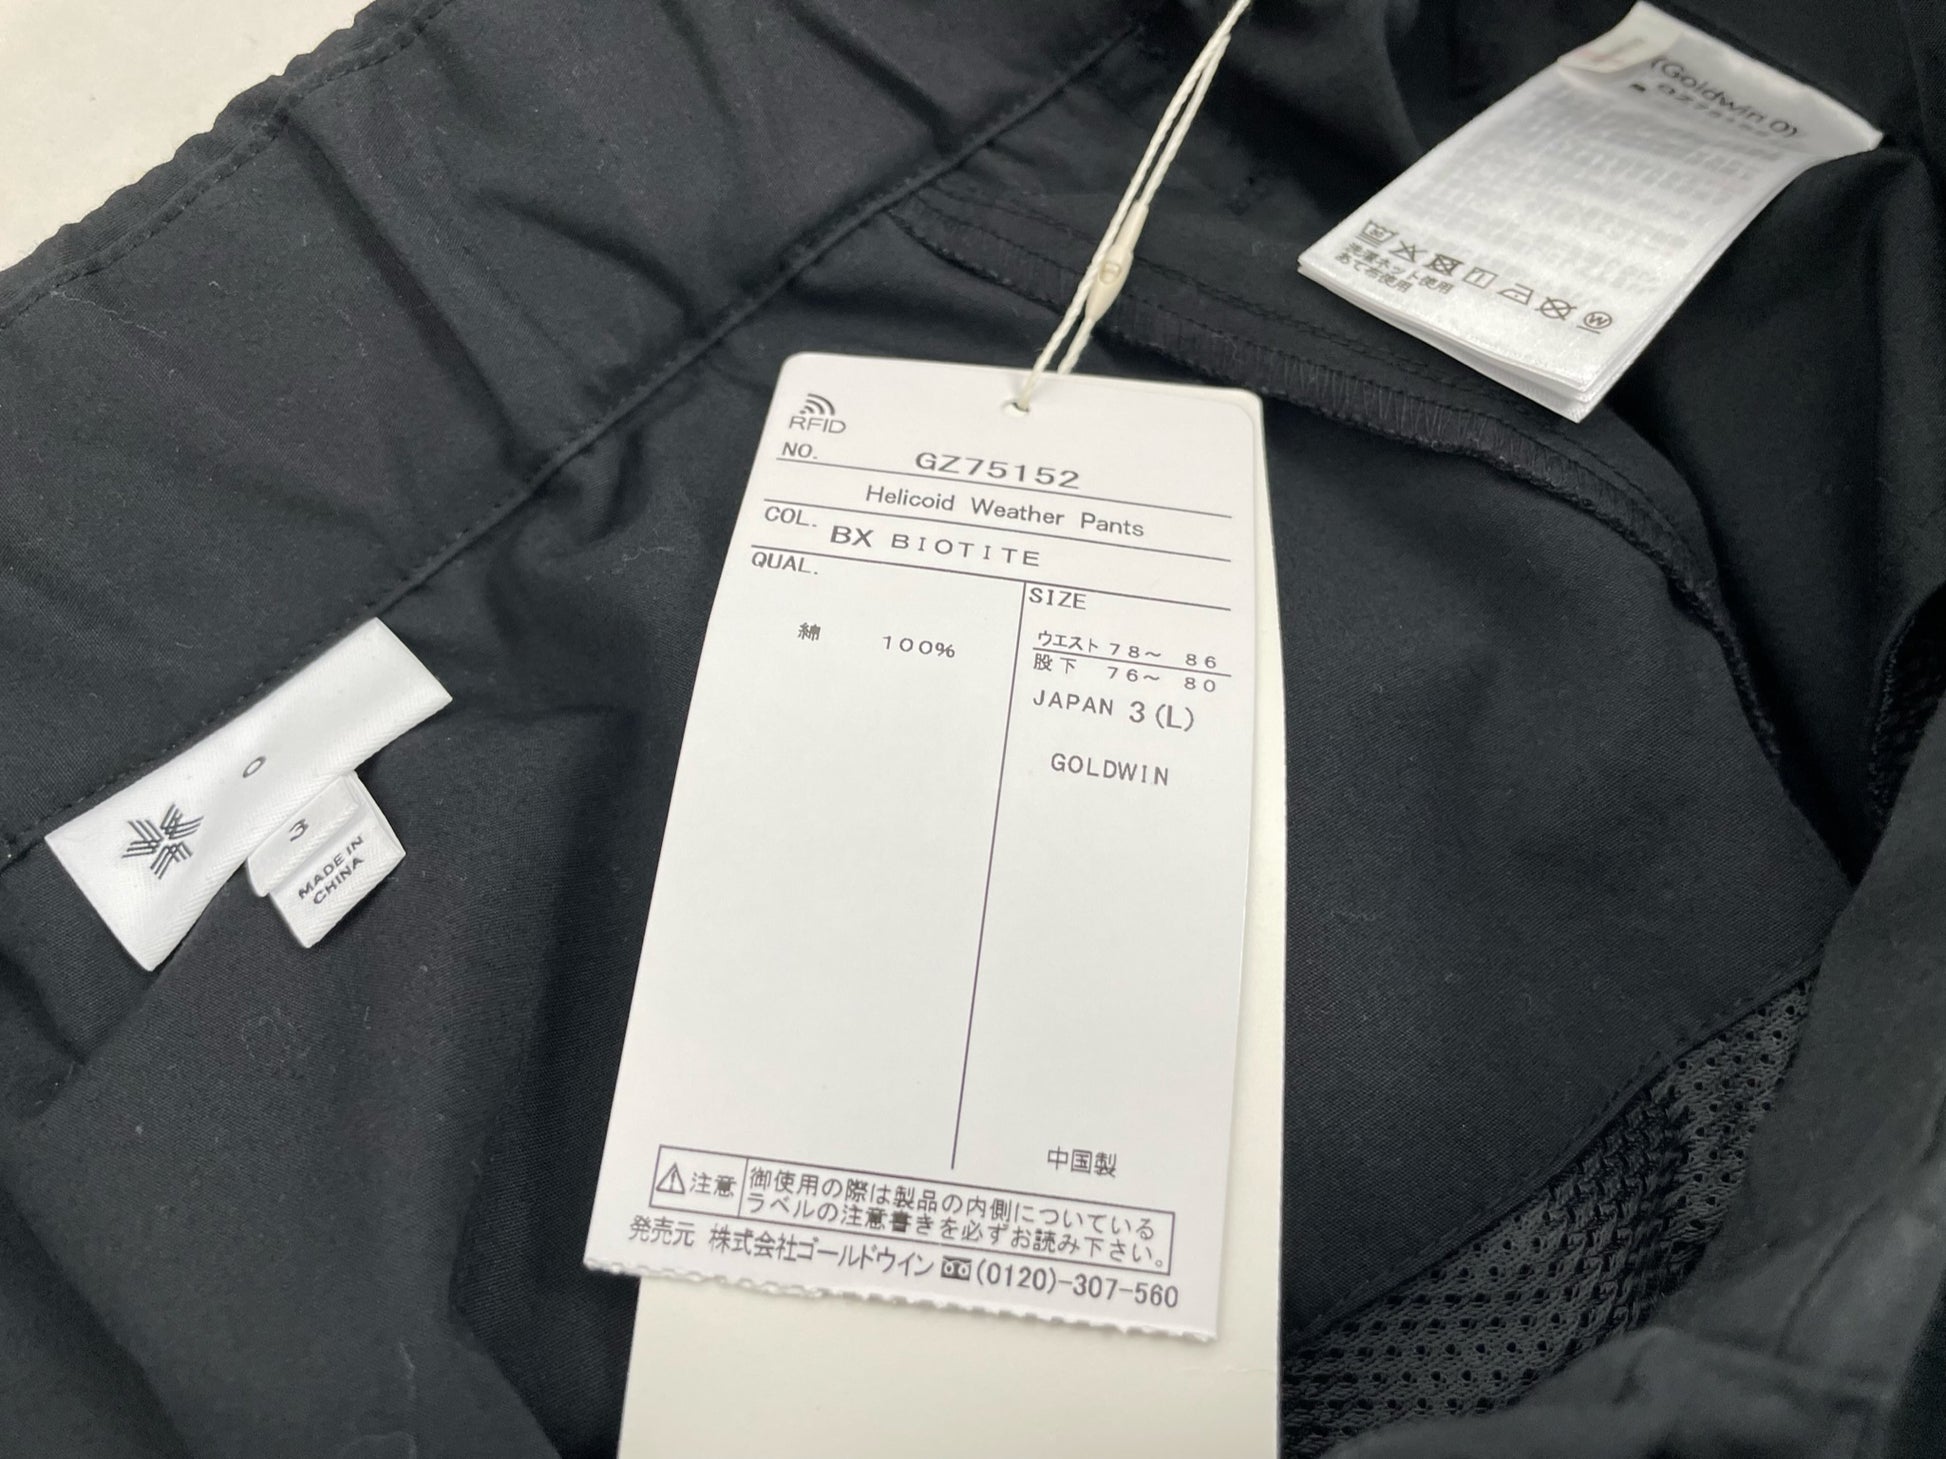 (Goldwin 0)
洗濯ネット使用
あて布使用
W
RFID
NO. GZ75152
Helicoid Weather Pants
COL. BX BIOTITE
QUAL.
綿 100%
SIZE
ウエスト 78～ 86
股下 76～ 80
JAPAN 3(L)
GOLDWIN
中国製
注意 御使用の際は製品の内側についている
ラベルの注意書きを必ずお読み下さい。
発売元 株式会社ゴールドウイン (0120)-307-560
0
3
MADE IN
CHINA